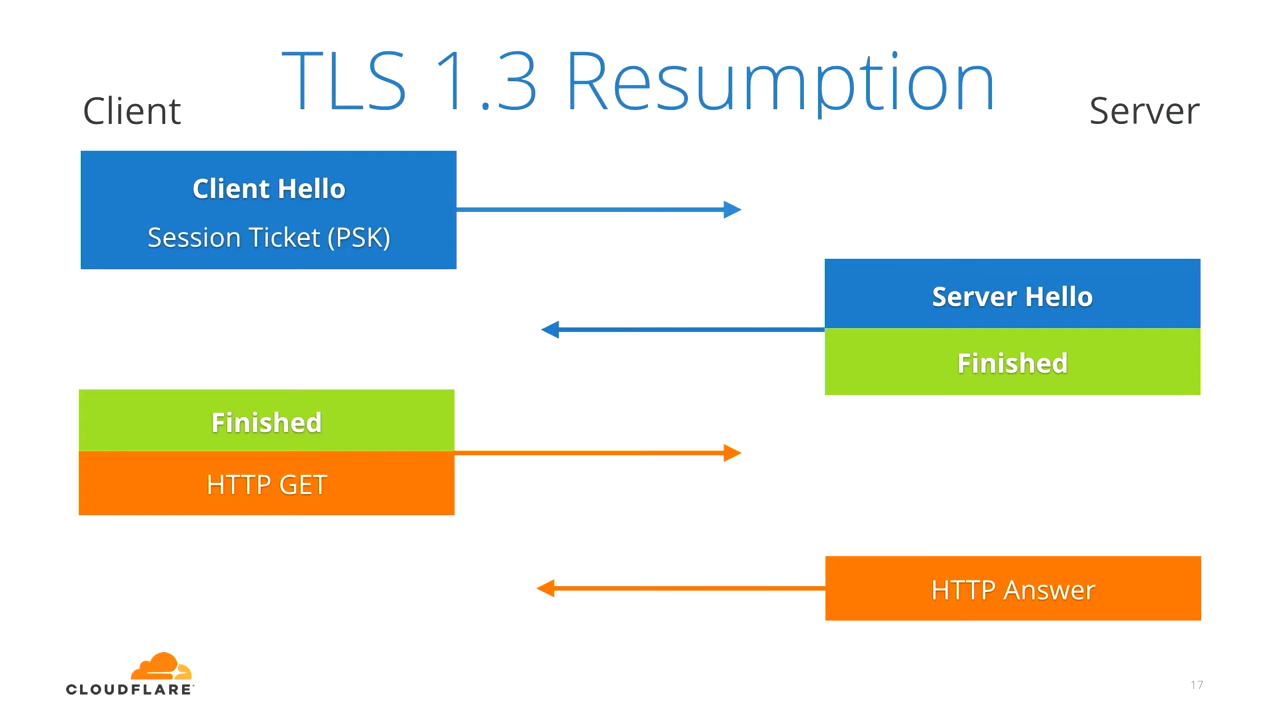 TLS 1.3 Resumption
Client
Server
Client Hello
Session Ticket (PSK)
Server Hello
Finished
Finished
HTTP GET
HTTP Answer
CLOUDFLARE
17